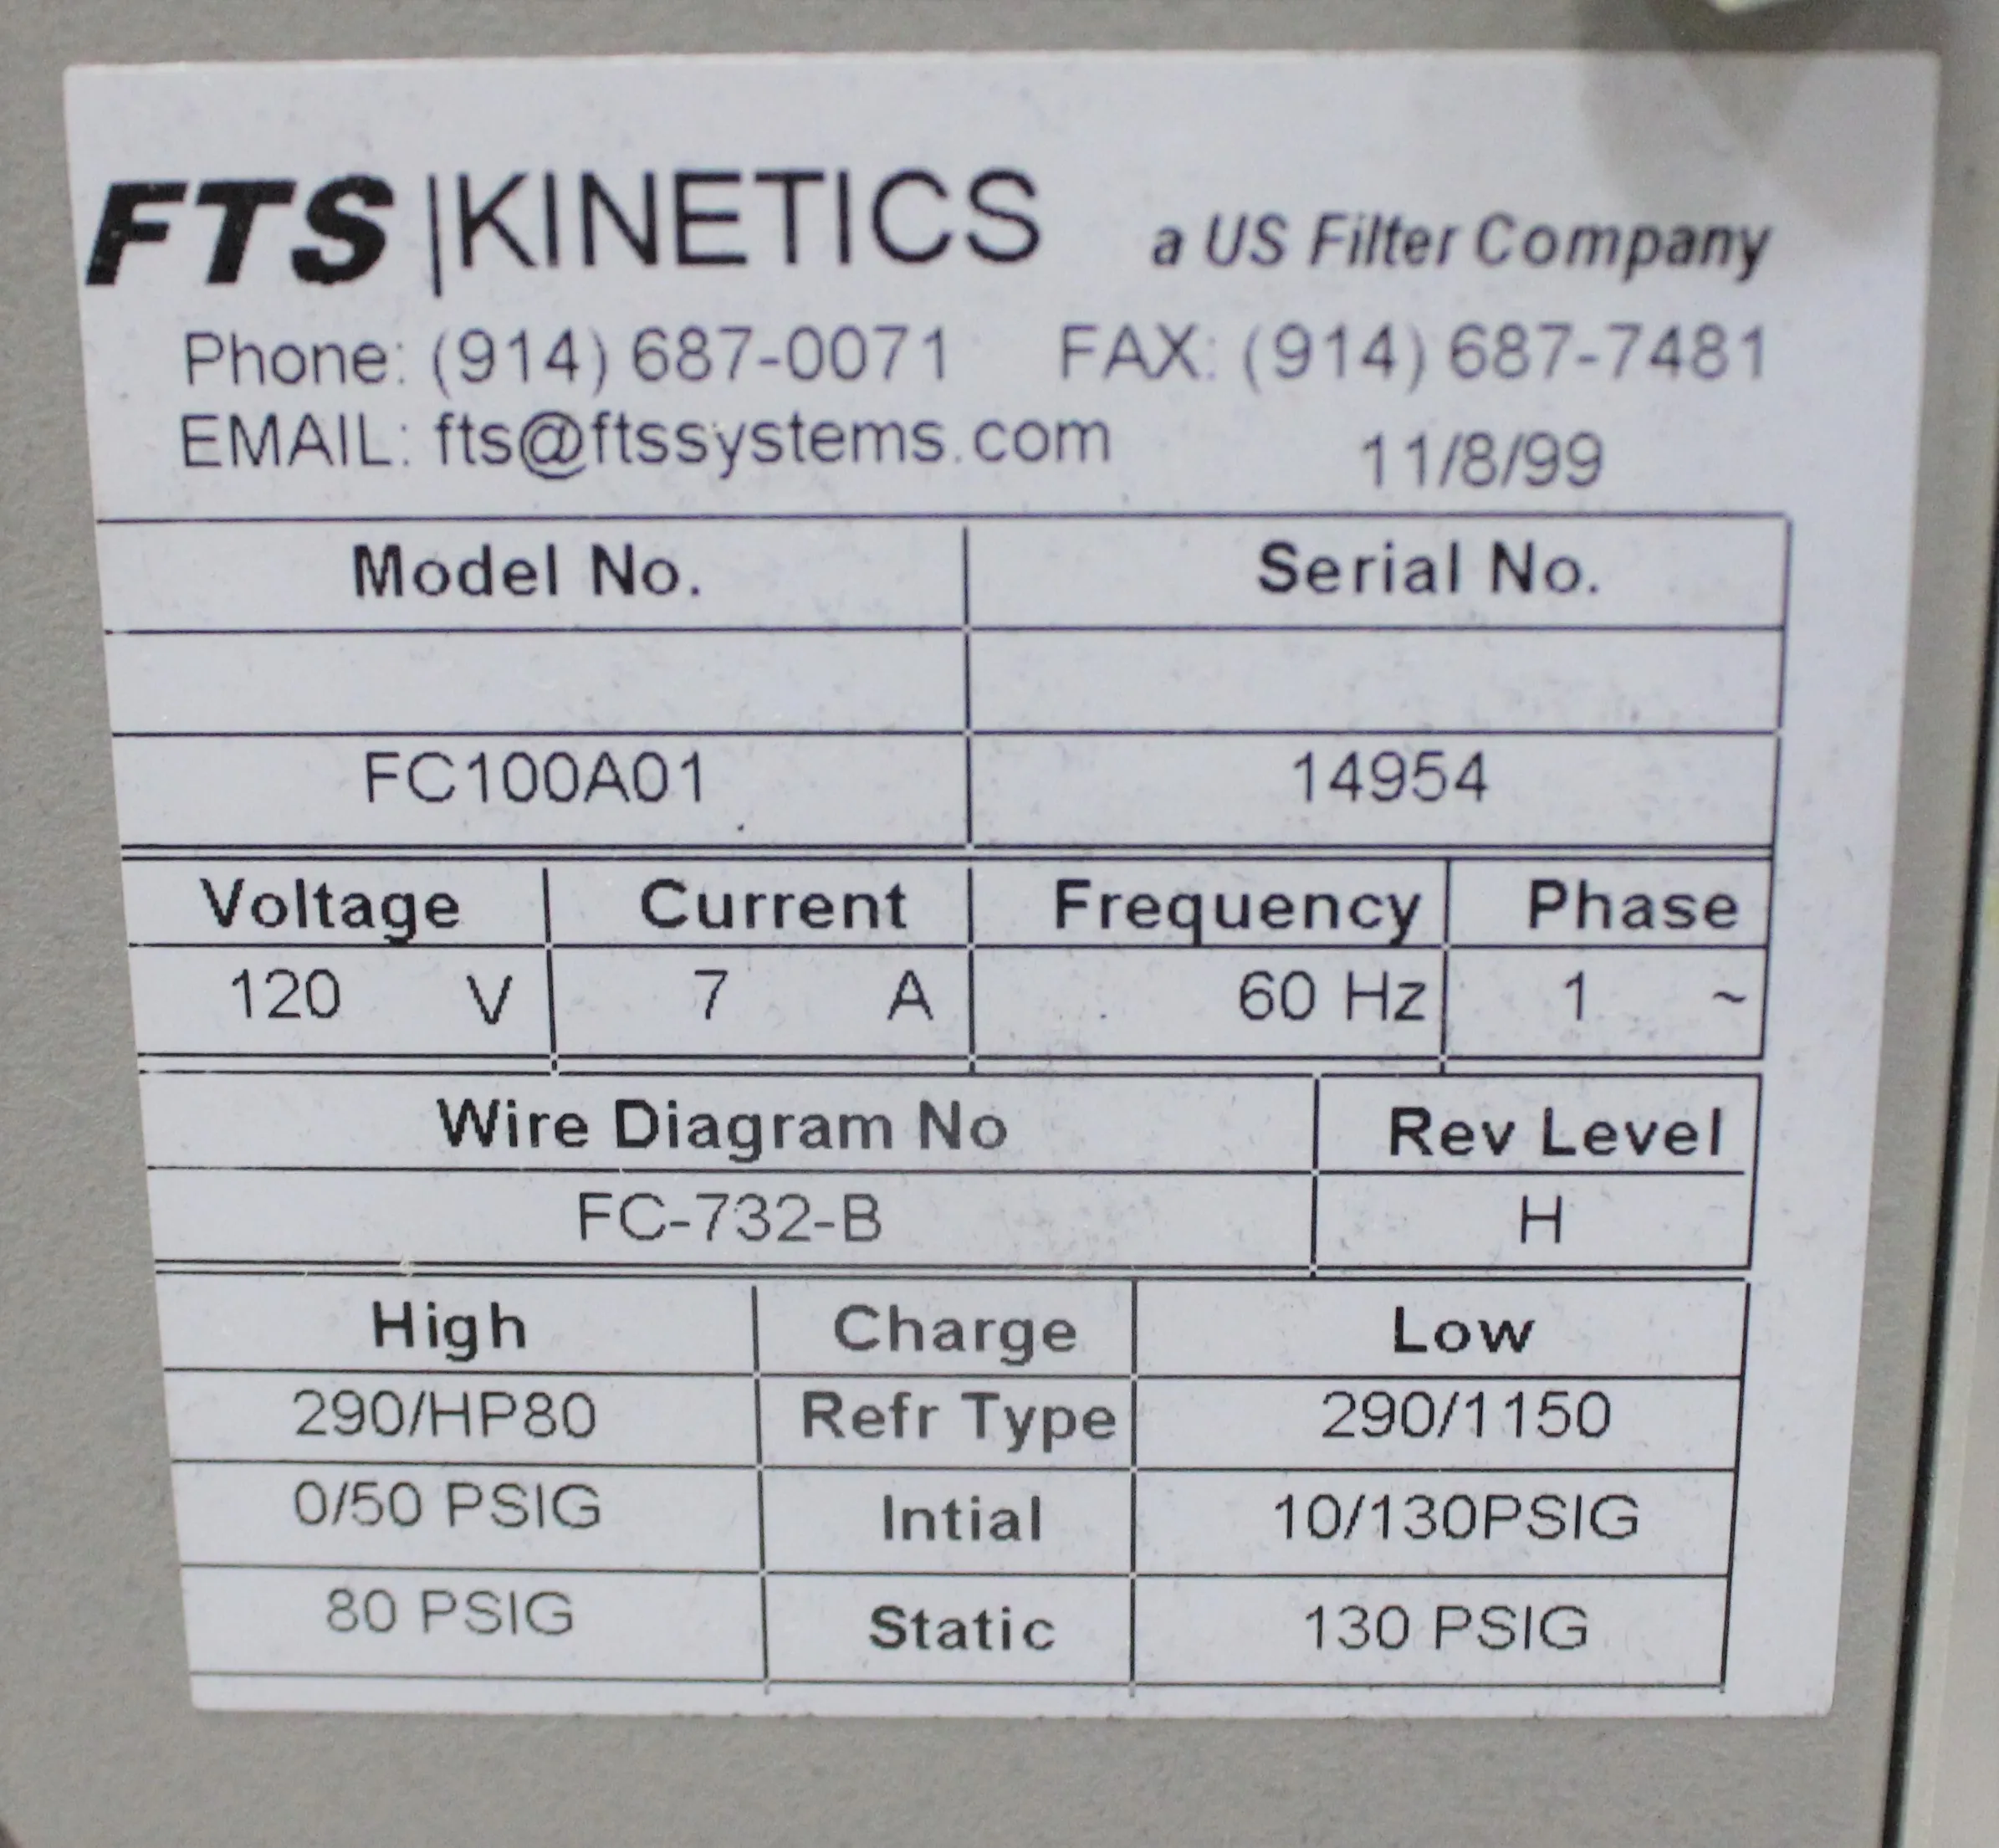 FTS|KINETICS a US Filter Company
Phone: (914) 687-0071 FAX: (914) 687-7481
EMAIL: fts@ftssystems.com 11/8/99
Model No. Serial No.
FC100A01 14954
Voltage Current Frequency Phase
120 V 7 A 60 Hz 1 ~
Wire Diagram No Rev Level
FC-732-B H
High Charge Low
290/HP80 Refr Type 290/1150
0/50 PSIG Intial 10/130PSIG
80 PSIG Static 130 PSIG